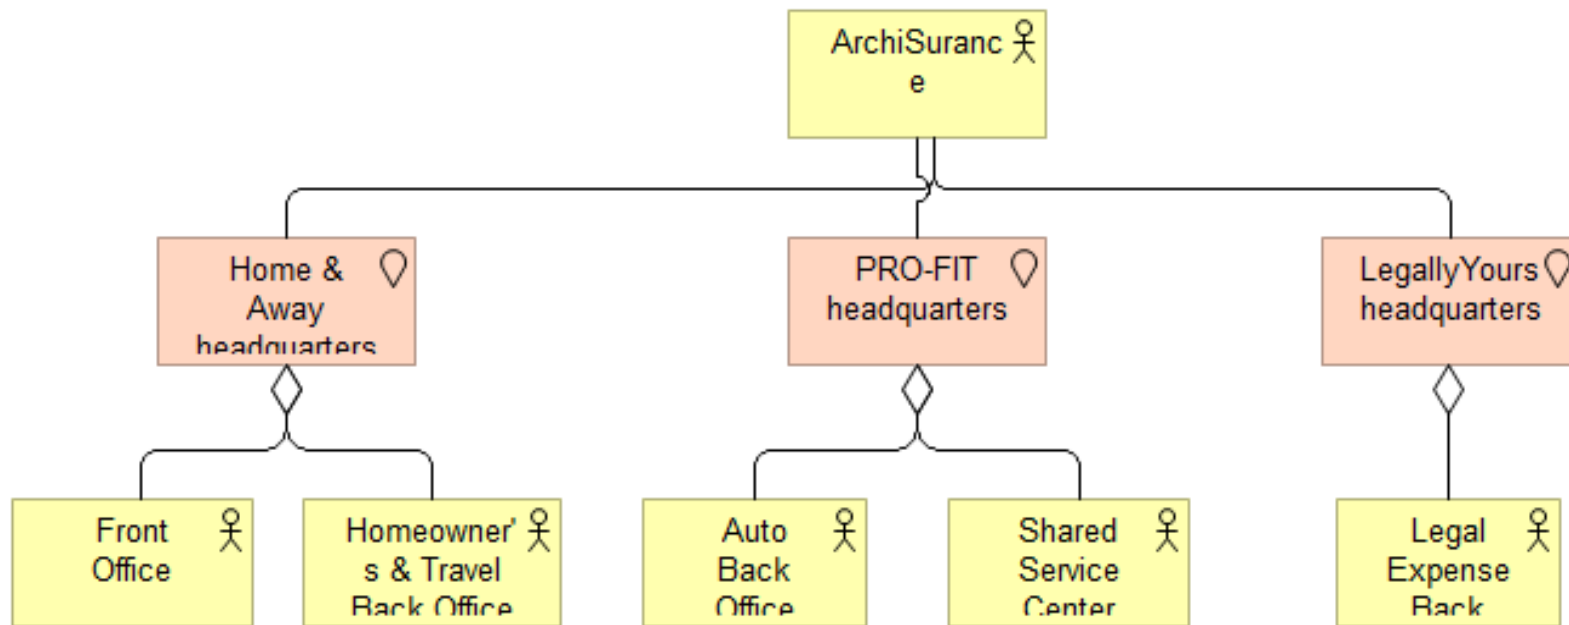 ArchiSuranc
e
Home &
Away
headquarters
PRO-FIT
headquarters
LegallyYours
headquarters
Front
Office
Homeowner'
s & Travel
Back Office
Auto
Back
Office
Shared
Service
Center
Legal
Expense
Back